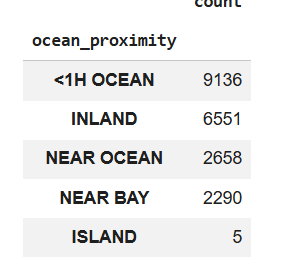 count
ocean_proximity
<1H OCEAN 9136
INLAND 6551
NEAR OCEAN 2658
NEAR BAY 2290
ISLAND 5